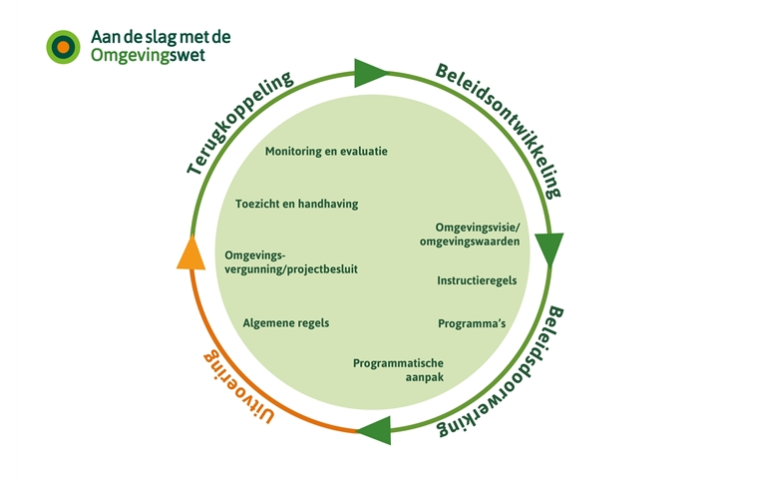 Aan de slag met de
Omgevingswet
Terugkoppeling
Beleidsontwikkeling
Monitoring en evaluatie
Toezicht en handhaving
Omgevingsvisie/
omgevingswaarden
Omgevings-
vergunning/projectbesluit
Instructieregels
Algemene regels
Programma's
Programmatische
aanpak
Beleidsdoorwerking
Uitvoering